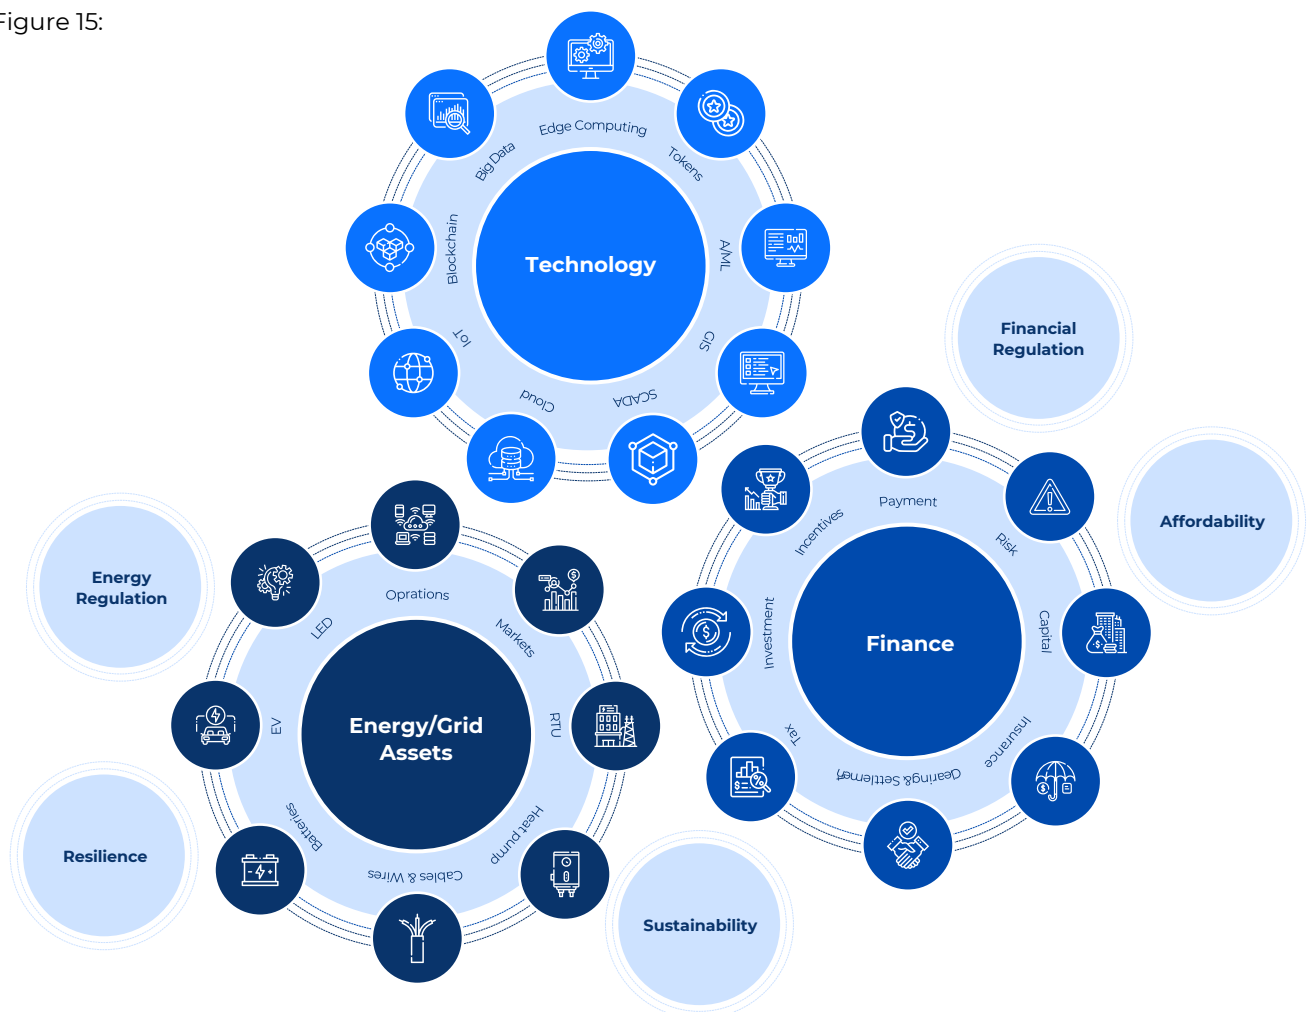 Figure 15:
Edge Computing
Tokens
A/ML
GIS
SCADA
Cloud
IoT
Blockchain
Big Data
Technology
Financial
Regulation
Affordability
Payment
Risk
Capital
Insurance
Clearing& Settlement
Tax
Investment
Incentives
Finance
Energy
Regulation
Resilience
Sustainability
Oprations
Markets
RTU
Heat pump
Cables & Wires
Batteries
EV
LED
Energy/Grid
Assets